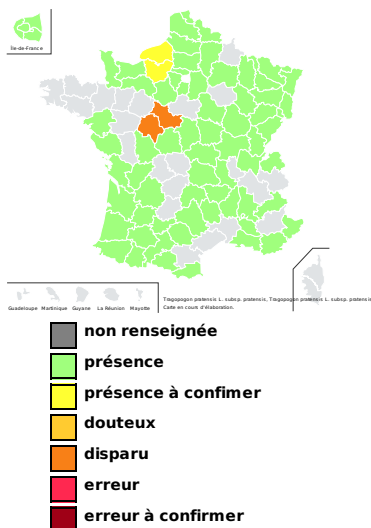 Île-de-France
Guadeloupe Martinique Guyane La Réunion Mayotte
Tragopogon pratensis L. subsp. pratensis, Tragopogon pratensis L. subsp. pratensis
Carte en cours d'élaboration.
non renseignée
présence
présence à confimer
douteux
disparu
erreur
erreur à confirmer